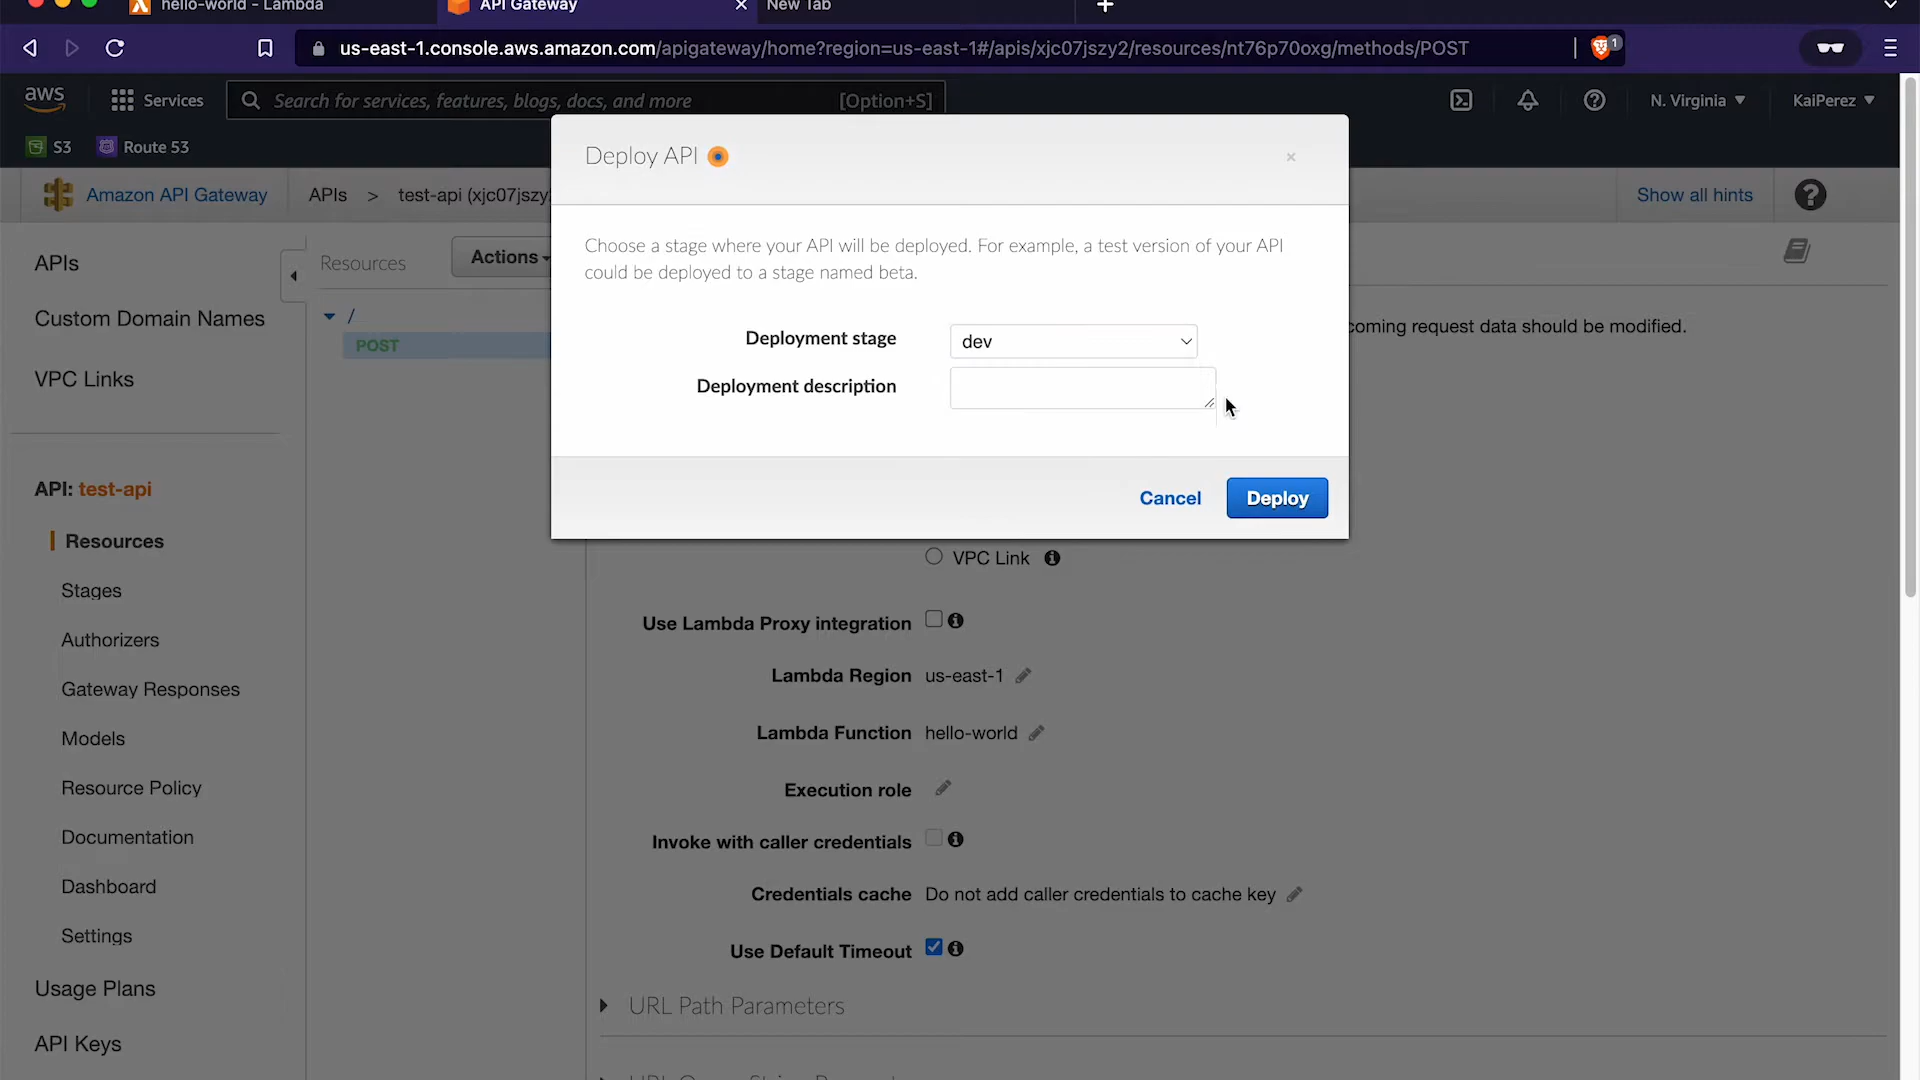 hello-world - Lambda
API Gateway
New Tab
us-east-1.console.aws.amazon.com/apigateway/home?region=us-east-1#/apis/xjc07jszy2/resources/nt76p70oxg/methods/POST
1
aws
Services
Search for services, features, blogs, docs, and more
[Option+S]
N. Virginia
KaiPerez
S3
Route 53
Amazon API Gateway
APIs > test-api (xjc07jszy
Show all hints
?
Deploy API
×
Choose a stage where your API will be deployed. For example, a test version of your API
could be deployed to a stage named beta.
Deployment stage
dev
Deployment description
Cancel
Deploy
APIs
Custom Domain Names
VPC Links
API: test-api
Resources
Stages
Authorizers
Gateway Responses
Models
Resource Policy
Documentation
Dashboard
Settings
Usage Plans
API Keys
Resources
Actions
/
POST
coming request data should be modified.
VPC Link
Use Lambda Proxy integration
Lambda Region us-east-1
Lambda Function hello-world
Execution role
Invoke with caller credentials
Credentials cache Do not add caller credentials to cache key
Use Default Timeout
URL Path Parameters